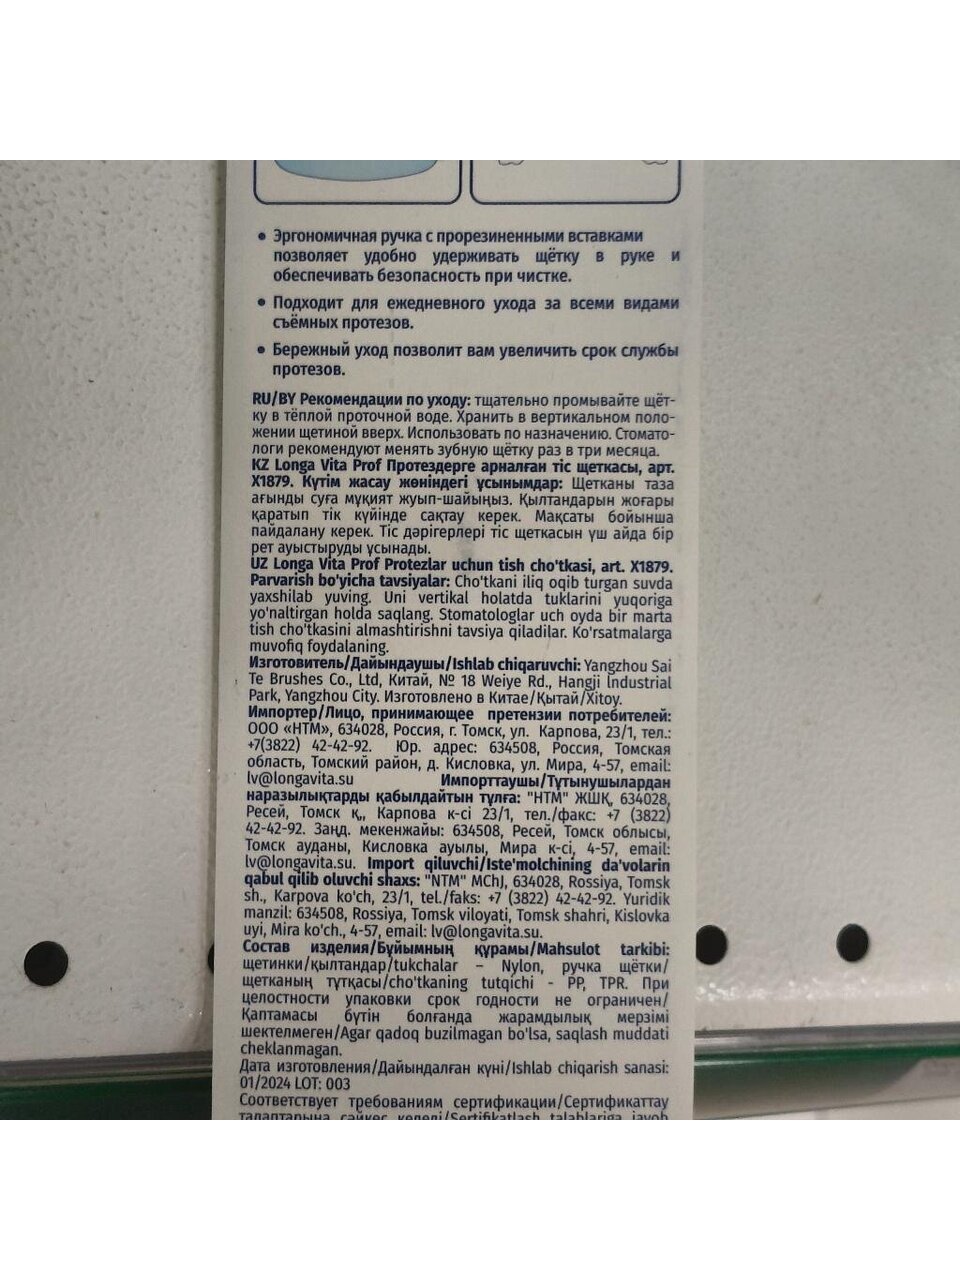 • Эргономичная ручка с прорезиненными вставками
позволяет удобно удерживать щётку в руке и
обеспечивать безопасность при чистке.
• Подходит для ежедневного ухода за всеми видами
съёмных протезов.
• Бережный уход позволит вам увеличить срок службы
протезов.
RU/BY Рекомендации по уходу: тщательно промывайте щёт-
ку в тёплой проточной воде. Хранить в вертикальном поло-
жении щетиной вверх. Использовать по назначению. Стомато-
логи рекомендуют менять зубную щётку раз в три месяца.
KZ Longa Vita Prof Протездерге арналған тіс щеткасы, арт.
X1879. Күтім жасау жөніндегі ұсынымдар: Щетканы таза
ағынды суға мұқият жуып-шайыңыз. Қылтандарын жоғары
қаратып тік күйінде сақтау керек. Мақсаты бойынша
пайдалану керек. Тіс дәрігерлері тіс щеткасын үш айда бір
рет ауыстыруды ұсынады.
UZ Longa Vita Prof Protezlar uchun tish cho'tkasi, art. X1879.
Parvarish bo'yicha tavsiyalar: Cho'tkani iliq oqib turgan suvda
yaxshilab yuving. Uni vertikal holatda tuklarini yuqoriga
yo'naltirgan holda saqlang. Stomatologlar uch oyda bir marta
tish cho'tkasini almashtirishni tavsiya qiladilar. Ko'rsatmalarga
muvofiq foydalaning.
Изготовитель/Дайындаушы/Ishlab chiqaruvchi: Yangzhou Sai
Te Brushes Co., Ltd, Китай, № 18 Weiye Rd., Hangji Industrial
Park, Yangzhou City. Изготовлено в Китае/Қытай/Xitoy.
Импортер/Лицо, принимающее претензии потребителей:
ООО «НТМ», 634028, Россия, г. Томск, ул. Карпова, 23/1, тел.:
+7(3822) 42-42-92. Юр. адрес: 634508, Россия, Томская
область, Томский район, д. Кисловка, ул. Мира, 4-57, email:
lv@longavita.su Импорттаушы/Тұтынушылардан
наразылықтарды қабылдайтын тұлға: "НТМ" ЖШҚ, 634028,
Ресей, Томск қ., Карпова к-сі 23/1, тел./факс: +7 (3822)
42-42-92. Заңд. мекенжайы: 634508, Ресей, Томск облысы,
Томск ауданы, Кисловка ауылы, Мира к-сі, 4-57, email:
lv@longavita.su. Import qiluvchi/Iste'molchining da'volarin
qabul qilib oluvchi shaxs: "NTM" MChJ, 634028, Rossiya, Tomsk
sh., Karpova ko'ch, 23/1, tel./faks: +7 (3822) 42-42-92. Yuridik
manzil: 634508, Rossiya, Tomsk viloyati, Tomsk shahri, Kislovka
uyi, Mira ko'ch., 4-57, email: lv@longavita.su.
Состав изделия/Бұйымның құрамы/Mahsulot tarkibi:
щетинки/қылтандар/tukchalar – Nylon, ручка щётки/
щетканың тұтқасы/cho'tkaning tutqichi - PP, TPR. При
целостности упаковки срок годности не ограничен/
Қаптамасы бүтін болғанда жарамдылық мерзімі
шектелмеген/Agar qadoq buzilmagan bo'lsa, saqlash muddati
cheklanmagan.
Дата изготовления/Дайындалған күні/Ishlab chiqarish sanasi:
01/2024 LOT: 003
Соответствует требованиям сертификации/Сертификаттау
талаптарына сәйкес келеді/Sertifikatlash talablariga javob